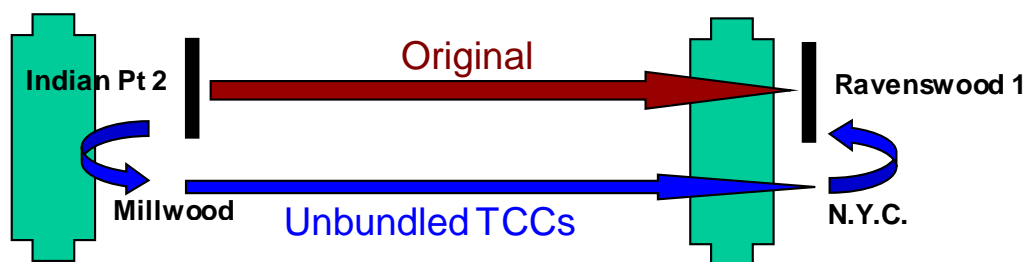 Original
Indian Pt 2
Ravenswood 1
Millwood
Unbundled TCCs
N.Y.C.